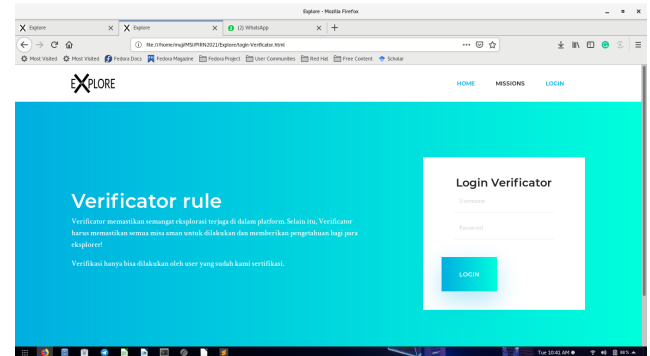 Explore - Mozilla Firefox
Explore
Explore
(2) WhatsApp
file:///home/muji/MSI/PIRN2021/Explore/login-Verificator.html
Most Visited
Most Visited
Fedora Docs
Fedora Magazine
Fedora Project
User Communities
Red Hat
Free Content
Scholar
EXPLORE
HOME
MISSIONS
LOGIN
Login Verificator
Username
Password
LOGIN
Verificator rule
Verificator memastikan semangat eksplorasi terjaga di dalam platform. Selain itu, Verificator
harus memastikan semua misa aman untuk dilakukan dan memberikan pengetahuan bagi para
eksplorer!
Verifikasi hanya bisa dilakukan oleh user yang sudah kami sertifikasi.
Tue 10:41 AM